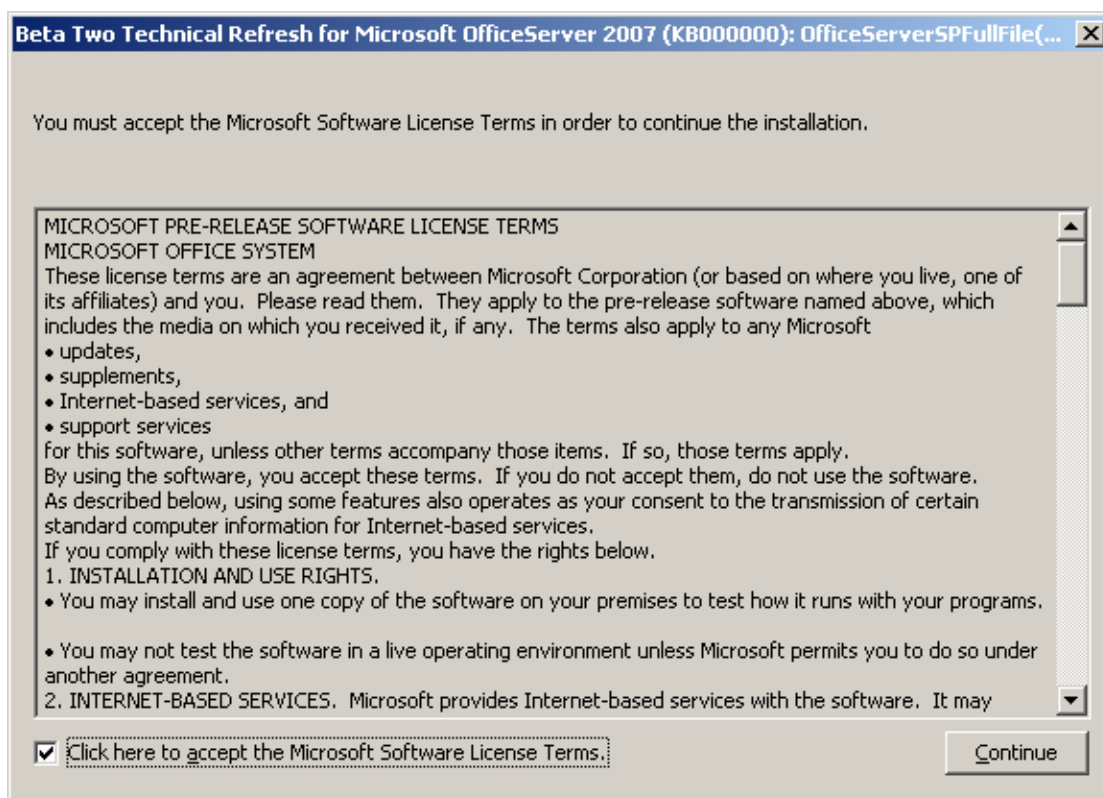 Beta Two Technical Refresh for Microsoft OfficeServer 2007 (KB000000): OfficeServerSPFullFile(...
You must accept the Microsoft Software License Terms in order to continue the installation.
MICROSOFT PRE-RELEASE SOFTWARE LICENSE TERMS
MICROSOFT OFFICE SYSTEM
These license terms are an agreement between Microsoft Corporation (or based on where you live, one of
its affiliates) and you.  Please read them.  They apply to the pre-release software named above, which
includes the media on which you received it, if any.  The terms also apply to any Microsoft
• updates,
• supplements,
• Internet-based services, and
• support services
for this software, unless other terms accompany those items.  If so, those terms apply.
By using the software, you accept these terms.  If you do not accept them, do not use the software.
As described below, using some features also operates as your consent to the transmission of certain
standard computer information for Internet-based services.
If you comply with these license terms, you have the rights below.
1. INSTALLATION AND USE RIGHTS.
• You may install and use one copy of the software on your premises to test how it runs with your programs.
• You may not test the software in a live operating environment unless Microsoft permits you to do so under
another agreement.
2. INTERNET-BASED SERVICES.  Microsoft provides Internet-based services with the software.  It may
Click here to accept the Microsoft Software License Terms.
Continue